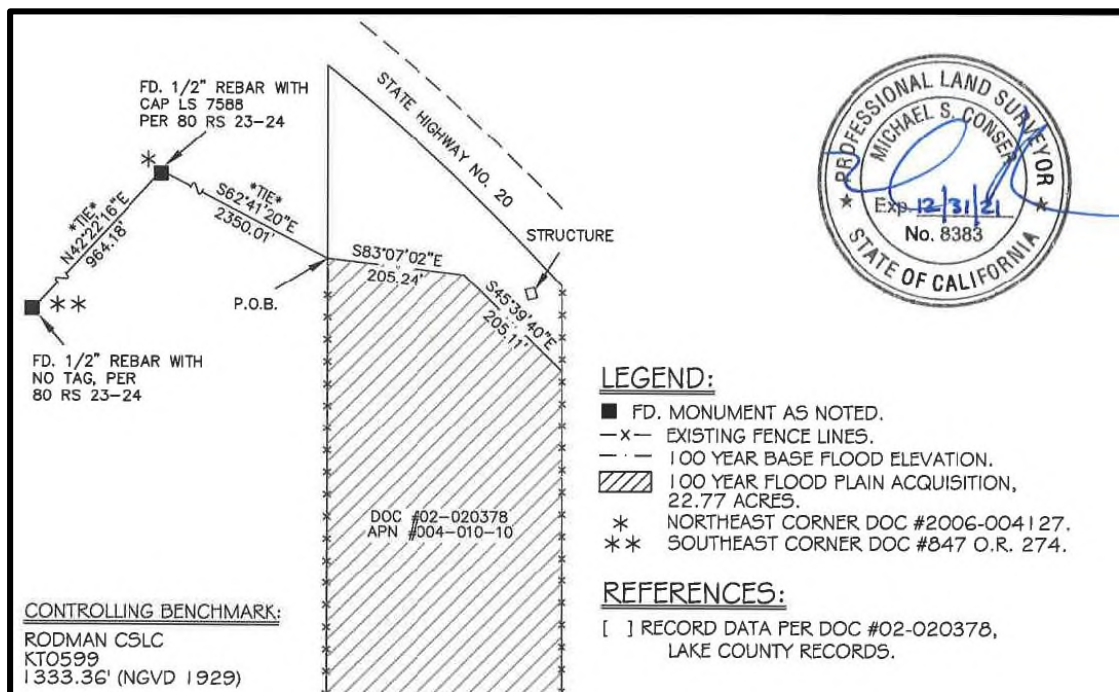 FD. 1/2" REBAR WITH
CAP LS 7588
PER 80 RS 23-24
*
*TIE*
N42°22'16"E
964.18'
*TIE*
S62°41'20"E
2350.01'
**
FD. 1/2" REBAR WITH
NO TAG, PER
80 RS 23-24
P.O.B.
STATE HIGHWAY NO. 20
STRUCTURE
S83°07'02"E
205.24'
S45°39'40"E
205.11'
DOC #02-020378
APN #004-010-10
CONTROLLING BENCHMARK:
RODMAN CSLC
KT0599
1333.36' (NGVD 1929)
PROFESSIONAL LAND SURVEYOR
MICHAEL S. CONSER
Exp. 12/31/21
No. 8383
STATE OF CALIFORNIA
LEGEND:
FD. MONUMENT AS NOTED.
—x— EXISTING FENCE LINES.
100 YEAR BASE FLOOD ELEVATION.
100 YEAR FLOOD PLAIN ACQUISITION,
22.77 ACRES.
* NORTHEAST CORNER DOC #2006-004127.
** SOUTHEAST CORNER DOC #847 O.R. 274.
REFERENCES:
[ ] RECORD DATA PER DOC #02-020378,
LAKE COUNTY RECORDS.